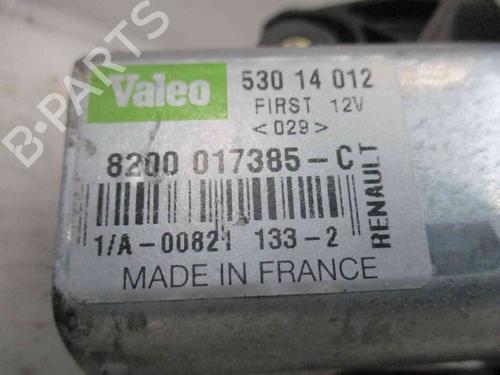 Valeo
530 14 012
FIRST 12V
<029>
8200 017385-C
RENAULT
1/A-00821 133-2
MADE IN FRANCE
B-PARTS